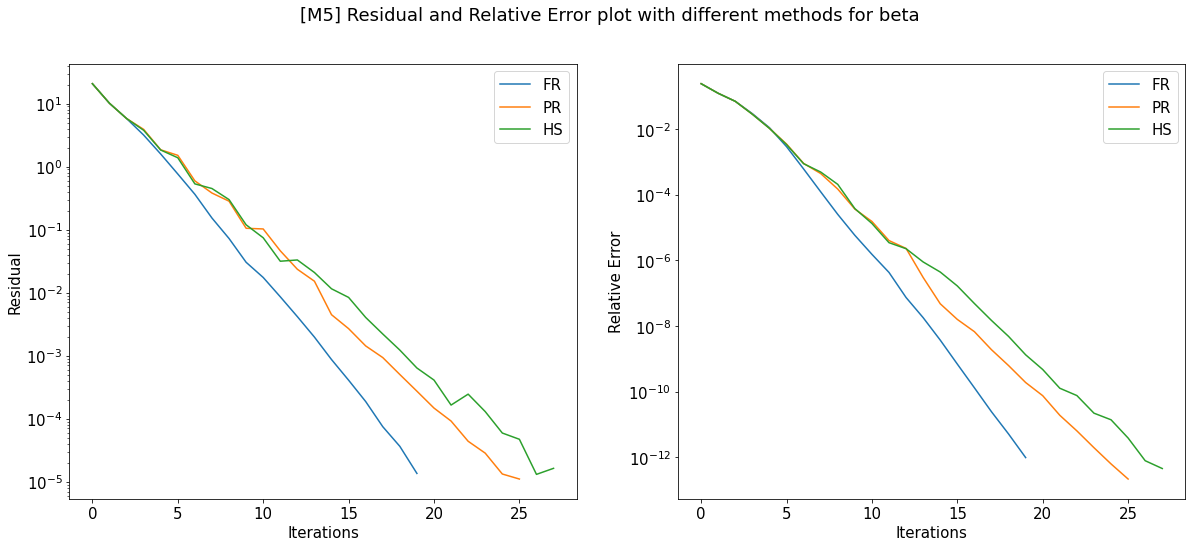 [M5] Residual and Relative Error plot with different methods for beta
Residual
10¹
10⁰
10⁻¹
10⁻²
10⁻³
10⁻⁴
10⁻⁵
FR
PR
HS
0 5 10 15 20 25
Iterations
Relative Error
10⁻²
10⁻⁴
10⁻⁶
10⁻⁸
10⁻¹⁰
10⁻¹²
FR
PR
HS
0 5 10 15 20 25
Iterations